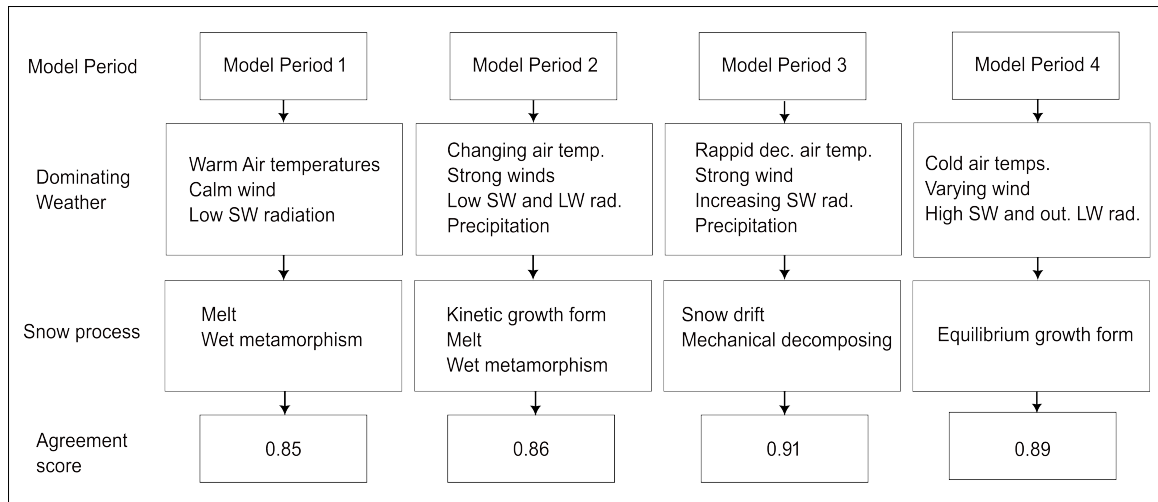 Model Period
Model Period 1
Model Period 2
Model Period 3
Model Period 4
Dominating
Weather
Warm Air temperatures
Calm wind
Low SW radiation
Changing air temp.
Strong winds
Low SW and LW rad.
Precipitation
Rappid dec. air temp.
Strong wind
Increasing SW rad.
Precipitation
Cold air temps.
Varying wind
High SW and out. LW rad.
Snow process
Melt
Wet metamorphism
Kinetic growth form
Melt
Wet metamorphism
Snow drift
Mechanical decomposing
Equilibrium growth form
Agreement
score
0.85
0.86
0.91
0.89